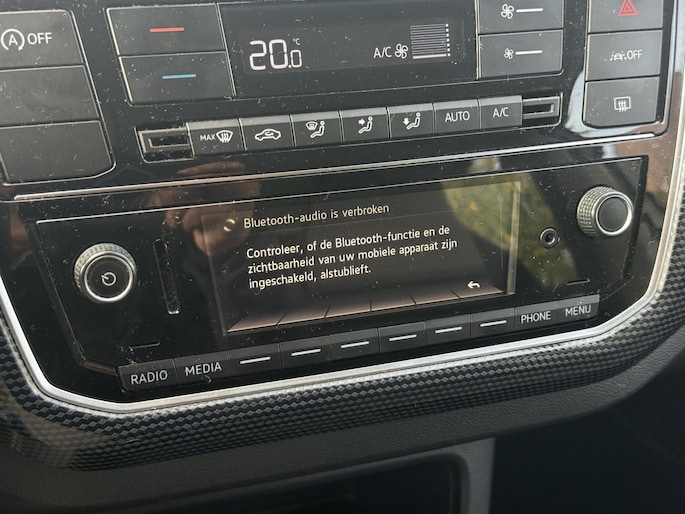 A OFF
20.0 °C
A/C
OFF
MAX
AUTO
A/C
Bluetooth-audio is verbroken
Controleer, of de Bluetooth-functie en de
zichtbaarheid van uw mobiele apparaat zijn
ingeschakeld, alstublieft.
RADIO
MEDIA
PHONE
MENU